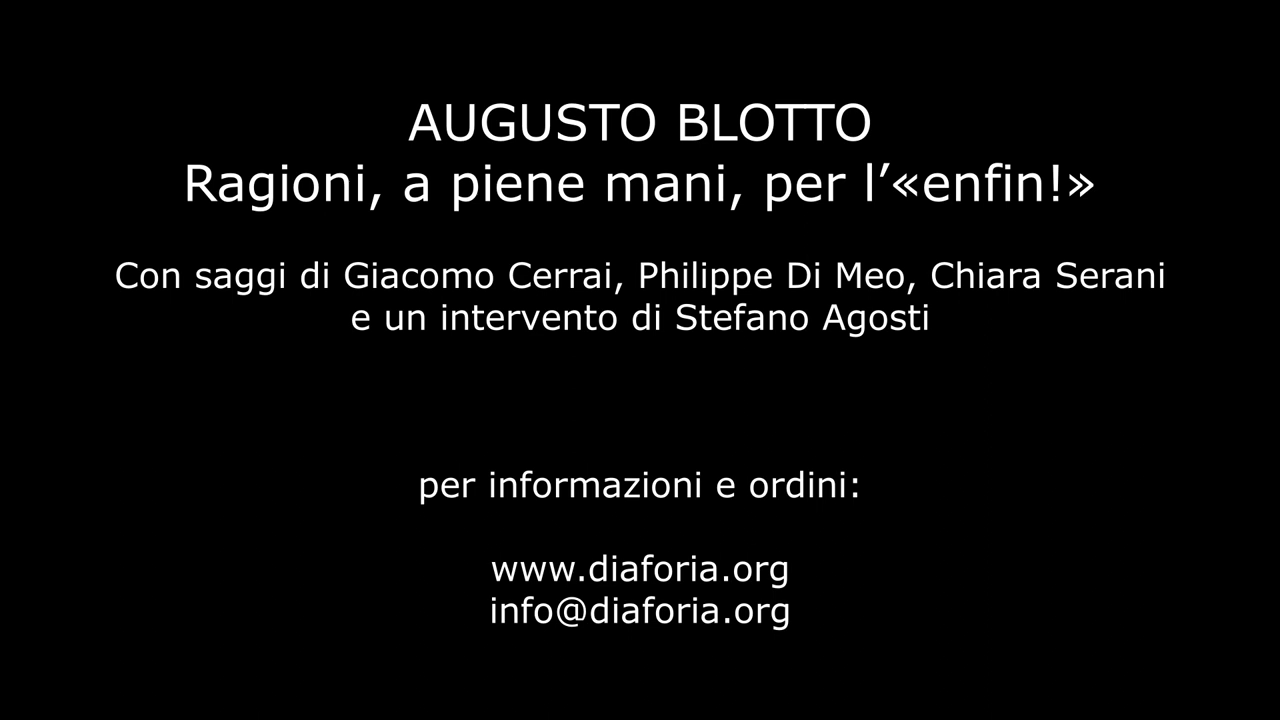 AUGUSTO BLOTTO
Ragioni, a piene mani, per l’«enfin!»
Con saggi di Giacomo Cerrai, Philippe Di Meo, Chiara Serani
e un intervento di Stefano Agosti
per informazioni e ordini:
www.diaforia.org
info@diaforia.org